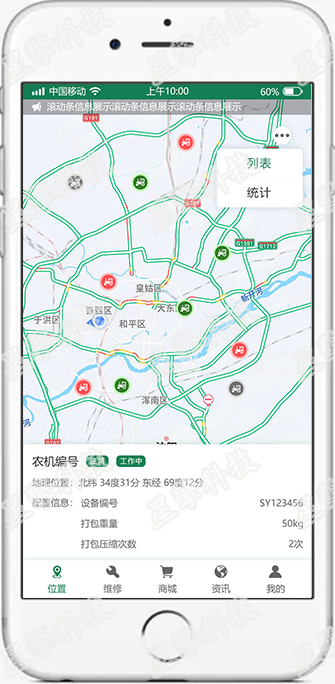 中国移动
上午10:00
60%
滚动条信息展示滚动条信息展示滚动条信息展示
G101
列表
统计
G1501
G1212
新开河
皇姑区
铁西区
大东
于洪区
和平区
浑南区
农机编号 正常 工作中
地理位置：北纬 34度31分 东经 69度12分
配置信息： 设备编号 SY123456
打包重量 50kg
打包压缩次数 2次
位置 维修 商城 资讯 我的
星擎科技